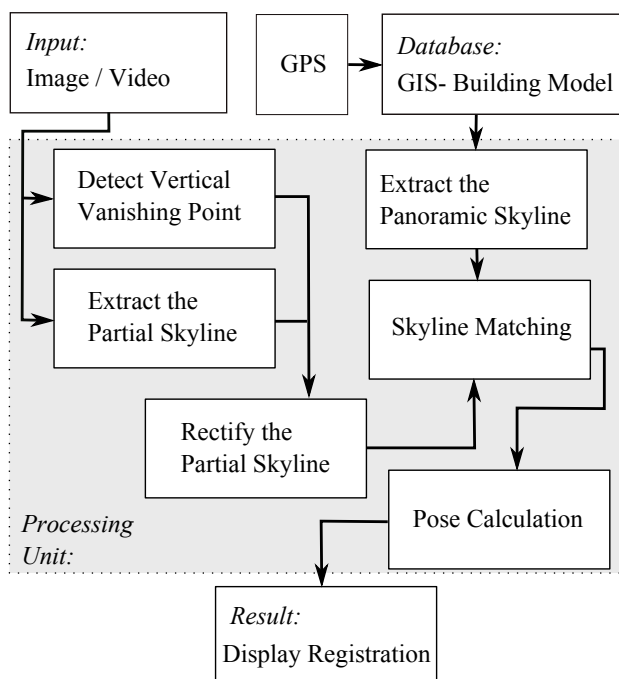 Input:
Image / Video
GPS
Database:
GIS- Building Model
Detect Vertical
Vanishing Point
Extract the
Panoramic Skyline
Extract the
Partial Skyline
Skyline Matching
Rectify the
Partial Skyline
Pose Calculation
Processing
Unit:
Result:
Display Registration